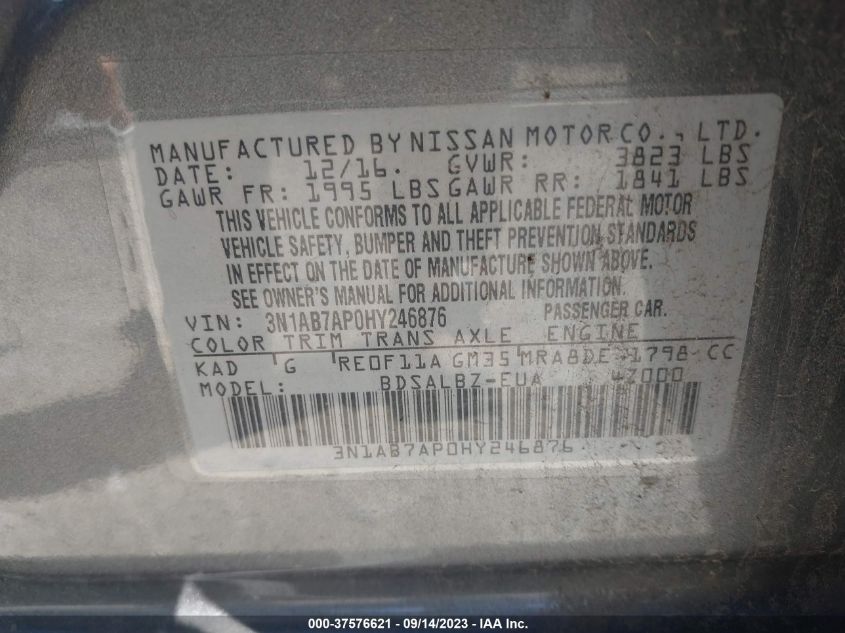 MANUFACTURED BY NISSAN MOTOR CO., LTD.
DATE: 12/16. GVWR: 3823 LBS
GAWR FR: 1995 LBS GAWR RR: 1841 LBS
THIS VEHICLE CONFORMS TO ALL APPLICABLE FEDERAL MOTOR
VEHICLE SAFETY, BUMPER AND THEFT PREVENTION STANDARDS
IN EFFECT ON THE DATE OF MANUFACTURE SHOWN ABOVE.
SEE OWNER'S MANUAL FOR ADDITIONAL INFORMATION.
VIN: 3N1AB7AP0HY246876 PASSENGER CAR.
COLOR TRIM TRANS AXLE ENGINE
KAD G RE0F11A GM35 MRA8DE 1798 CC
MODEL: BDSALBZ-EUA 47000
3N1AB7AP0HY246876
000-37576621 - 09/14/2023 - IAAI.com